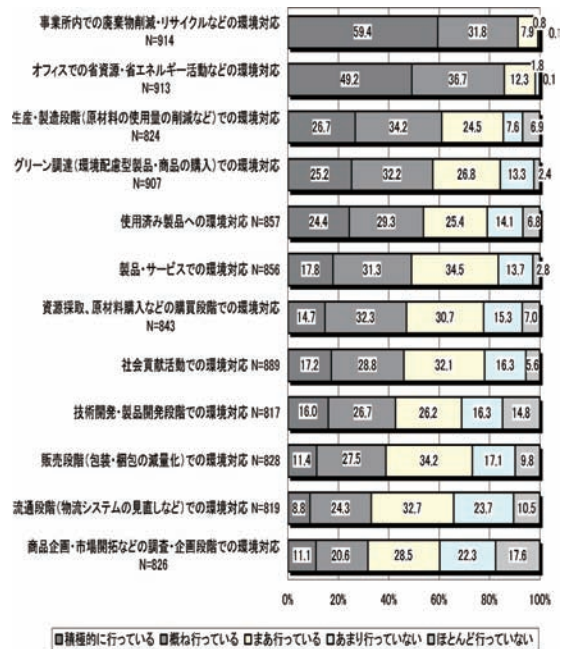 事業所内での廃棄物削減・リサイクルなどの環境対応
N=914
59.4 31.8 7.9 0.8 0.1
オフィスでの省資源・省エネルギー活動などの環境対応
N=913
49.2 36.7 12.3 1.8 0.1
生産・製造段階(原材料の使用量の削減など)での環境対応
N=824
26.7 34.2 24.5 7.6 6.9
グリーン調達(環境配慮型製品・商品の購入)での環境対応
N=907
25.2 32.2 26.8 13.3 2.4
使用済み製品への環境対応 N=857
24.4 29.3 25.4 14.1 6.8
製品・サービスでの環境対応 N=856
17.8 31.3 34.5 13.7 2.8
資源採取、原材料購入などの購買段階での環境対応
N=843
14.7 32.3 30.7 15.3 7.0
社会貢献活動での環境対応 N=889
17.2 28.8 32.1 16.3 5.6
技術開発・製品開発段階での環境対応 N=817
16.0 26.7 26.2 16.3 14.8
販売段階(包装・梱包の減量化)での環境対応 N=828
11.4 27.5 34.2 17.1 9.8
流通段階(物流システムの見直しなど)での環境対応 N=819
8.8 24.3 32.7 23.7 10.5
商品企画・市場開拓などの調査・企画段階での環境対応
N=826
11.1 20.6 28.5 22.3 17.6
0% 20% 40% 60% 80% 100%
積極的に行っている 概ね行っている まあ行っている あまり行っていない ほとんど行っていない